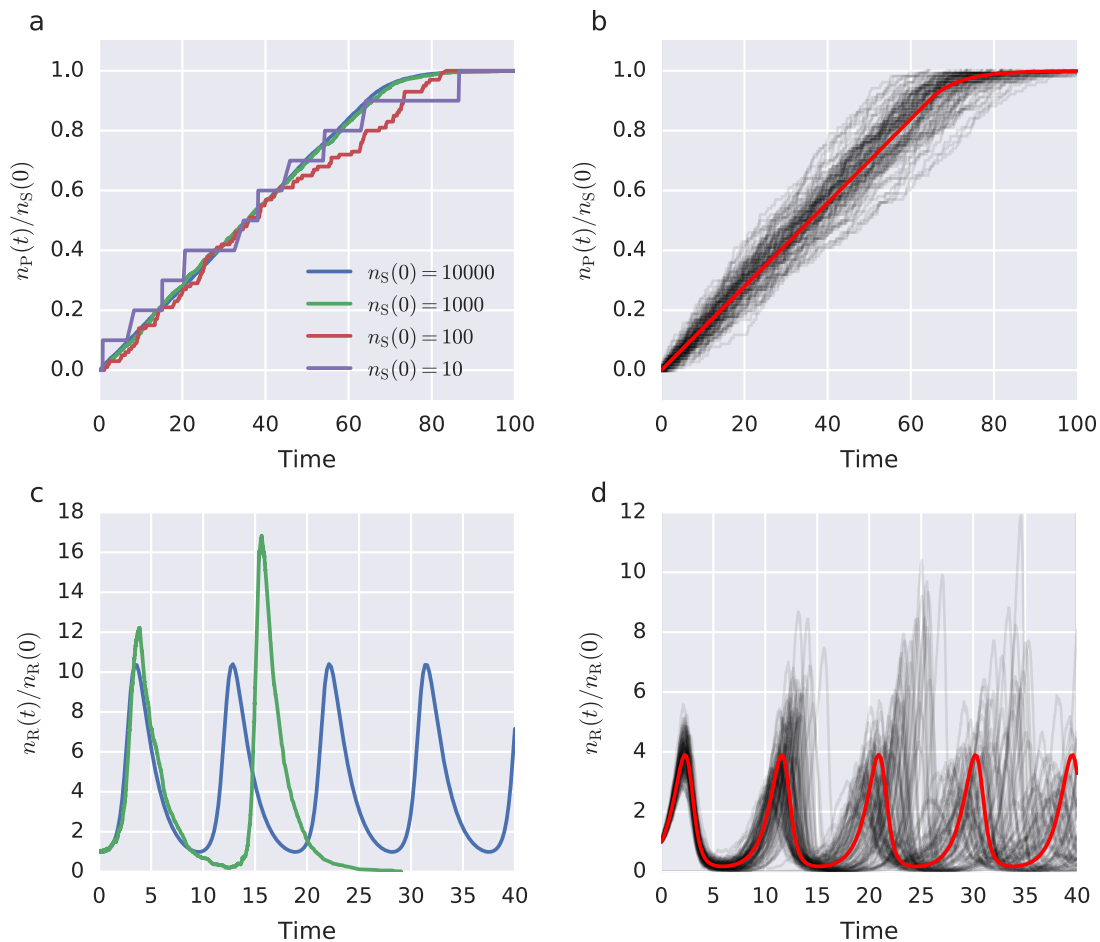 a
1.0
0.8
0.6
0.4
0.2
0.0
n_P(t)/n_S(0)
n_S(0) = 10000
n_S(0) = 1000
n_S(0) = 100
n_S(0) = 10
0 20 40 60 80 100
Time
b
1.0
0.8
0.6
0.4
0.2
0.0
n_P(t)/n_S(0)
0 20 40 60 80 100
Time
c
18
16
14
12
10
8
6
4
2
0
n_R(t)/n_R(0)
0 5 10 15 20 25 30 35 40
Time
d
12
10
8
6
4
2
0
n_R(t)/n_R(0)
0 5 10 15 20 25 30 35 40
Time